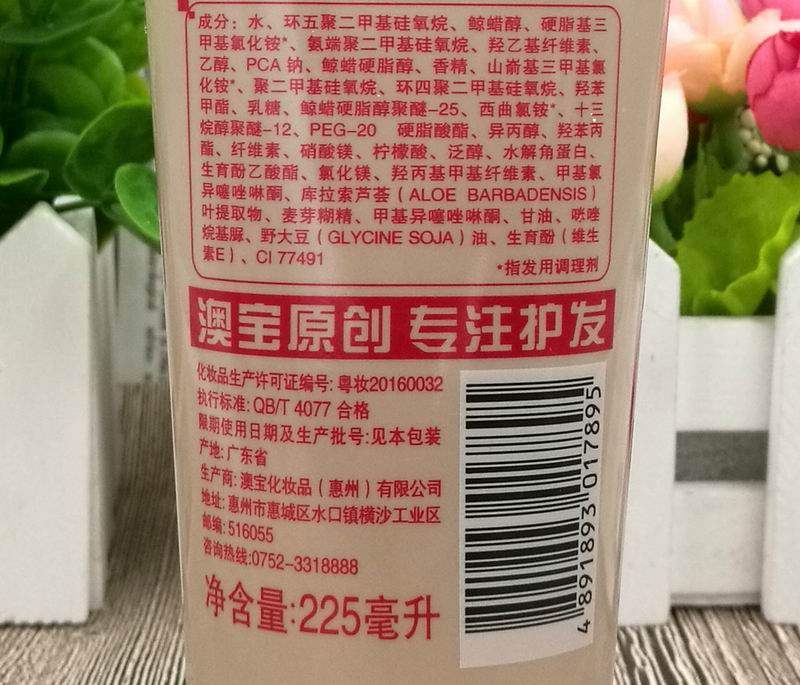 成分：水、环五聚二甲基硅氧烷、鲸蜡醇、硬脂基三
甲基氯化铵*、氨端聚二甲基硅氧烷、羟乙基纤维素、
乙醇、PCA 钠、鲸蜡硬脂醇、香精、山嵛基三甲基氯
化铵*、聚二甲基硅氧烷、环四聚二甲基硅氧烷、羟苯
甲酯、乳糖、鲸蜡硬脂醇聚醚-25、西曲氯铵*、十三
烷醇聚醚-12、PEG-20 硬脂酸酯、异丙醇、羟苯丙
酯、纤维素、硝酸镁、柠檬酸、泛醇、水解角蛋白、
生育酚乙酸酯、氯化镁、羟丙基甲基纤维素、甲基氯
异噻唑啉酮、库拉索芦荟（ALOE BARBADENSIS）
叶提取物、麦芽糊精、甲基异噻唑啉酮、甘油、咪唑
烷基脲、野大豆（GLYCINE SOJA）油、生育酚（维生
素E）、CI 77491
*指发用调理剂
澳宝原创 专注护发
化妆品生产许可证编号: 粤妆20160032
执行标准: QB/T 4077 合格
限期使用日期及生产批号:见本包装
产地: 广东省
生产商: 澳宝化妆品（惠州）有限公司
地址: 惠州市惠城区水口镇横沙工业区
邮编: 516055
咨询热线:0752-3318888
净含量:225毫升
4 891893 017895